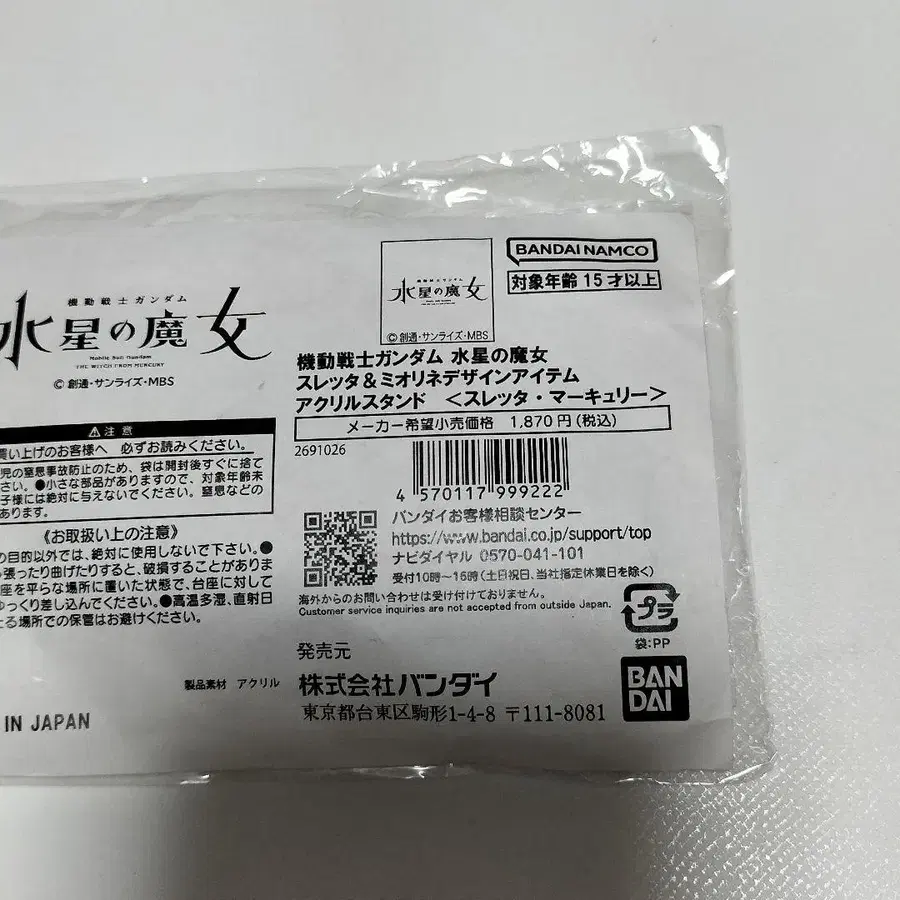 機動戦士ガンダム
水星の魔女
Mobile Suit Gundam
THE WITCH FROM MERCURY
©創通・サンライズ・MBS
⚠注意
買い上げのお客様へ 必ずお読みください。
児の窒息事故防止のため、袋は開封後すぐに捨て
さい。●小さな部品がありますので、対象年齢未
子様には絶対に与えないでください。窒息などの
あります。
《お取扱い上の注意》
の目的以外では、絶対に使用しないで下さい。●
張ったり曲げたりすると、破損することがありま
座を平らな場所に置いた状態で、台座に対して
ゆっくり差し込んでください。●高温多湿、直射日
たる場所での保管はお避けください。
製品素材 アクリル
IN JAPAN
機動戦士ガンダム
水星の魔女
©創通・サンライズ・MBS
BANDAI NAMCO
対象年齢 15才以上
機動戦士ガンダム 水星の魔女
スレッタ&ミオリネデザインアイテム
アクリルスタンド <スレッタ・マーキュリー>
メーカー希望小売価格 1,870円(税込)
2691026
4 570117 999222
バンダイお客様相談センター
https://www.bandai.co.jp/support/top
ナビダイヤル 0570-041-101
受付10時~16時(土日祝日、当社指定休業日を除く)
海外からのお問い合わせは受け付けておりません。
Customer service inquiries are not accepted from outside Japan.
プラ
袋:PP
発売元
株式会社バンダイ
東京都台東区駒形1-4-8 〒111-8081
BAN
DAI